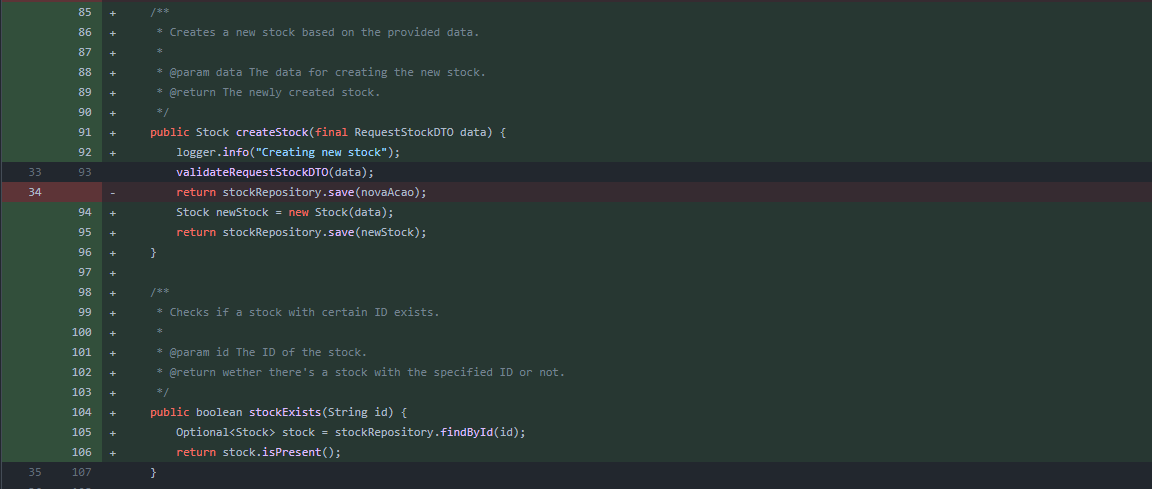 85 + /**
86 + * Creates a new stock based on the provided data.
87 + *
88 + * @param data The data for creating the new stock.
89 + * @return The newly created stock.
90 + */
91 + public Stock createStock(final RequestStockDTO data) {
92 + logger.info("Creating new stock");
33 93 validateRequestStockDTO(data);
34 - return stockRepository.save(novaAcao);
94 + Stock newStock = new Stock(data);
95 + return stockRepository.save(newStock);
96 + }
97 +
98 + /**
99 + * Checks if a stock with certain ID exists.
100 + *
101 + * @param id The ID of the stock.
102 + * @return wether there's a stock with the specified ID or not.
103 + */
104 + public boolean stockExists(String id) {
105 + Optional<Stock> stock = stockRepository.findById(id);
106 + return stock.isPresent();
35 107 }